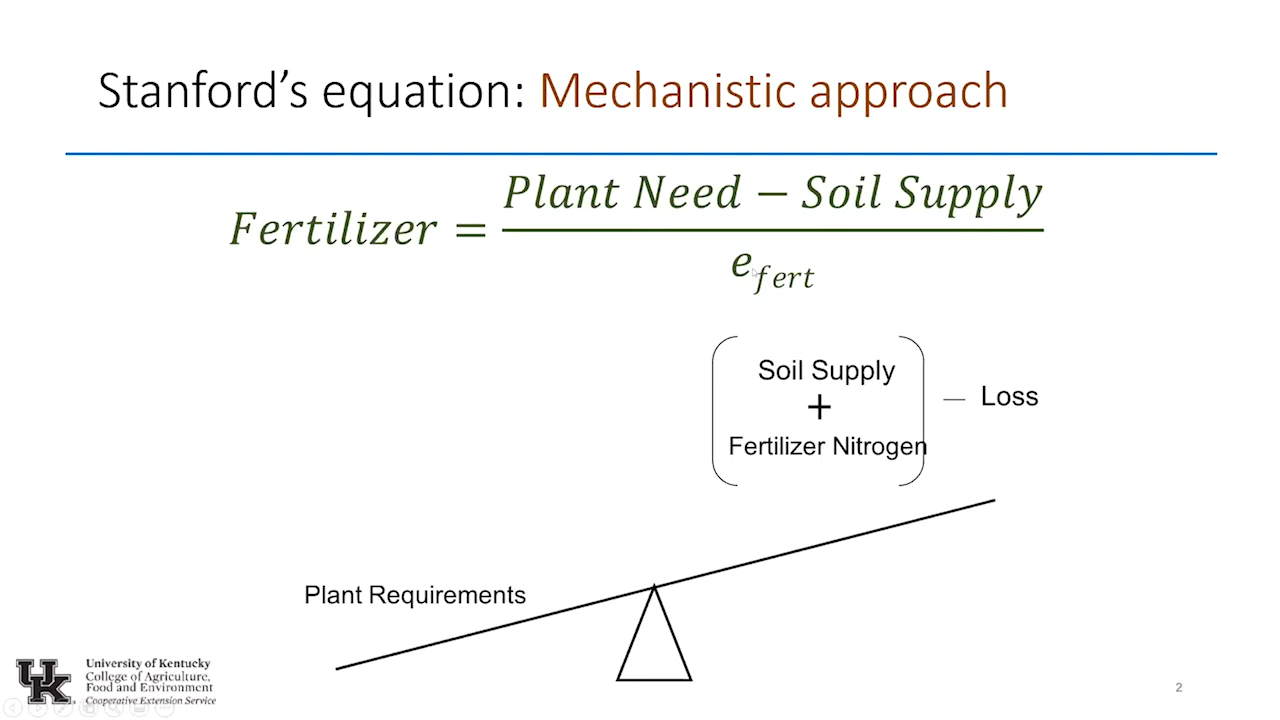 Stanford's equation: Mechanistic approach
Fertilizer = Plant Need − Soil Supply / e_fert
Soil Supply
+
Fertilizer Nitrogen
— Loss
Plant Requirements
UK
University of Kentucky
College of Agriculture,
Food and Environment
Cooperative Extension Service
2